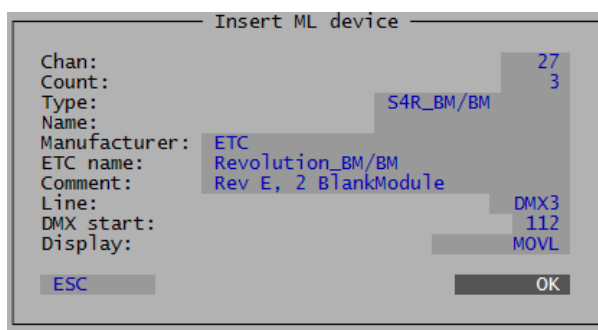 Insert ML device
Chan: 27
Count: 3
Type: S4R_BM/BM
Name:
Manufacturer: ETC
ETC name: Revolution_BM/BM
Comment: Rev E, 2 BlankModule
Line: DMX3
DMX start: 112
Display: MOVL
ESC OK